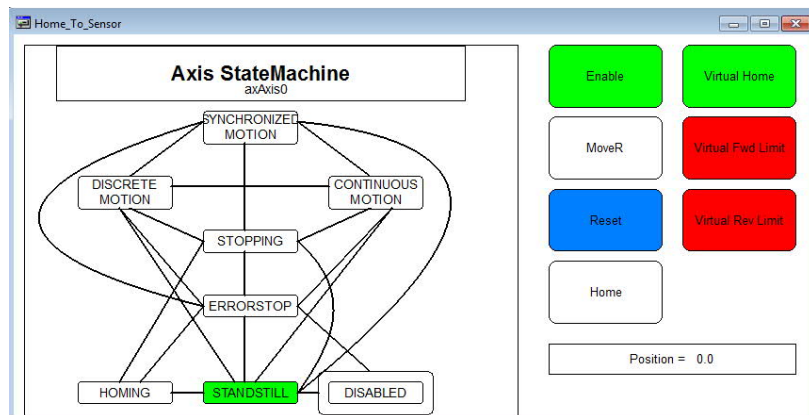 Home_To_Sensor
Axis StateMachine
axAxis0
SYNCHRONIZED
MOTION
DISCRETE
MOTION
CONTINUOUS
MOTION
STOPPING
ERRORSTOP
HOMING
STANDSTILL
DISABLED
Enable
Virtual Home
MoveR
Virtual Fwd Limit
Reset
Virtual Rev Limit
Home
Position = 0.0